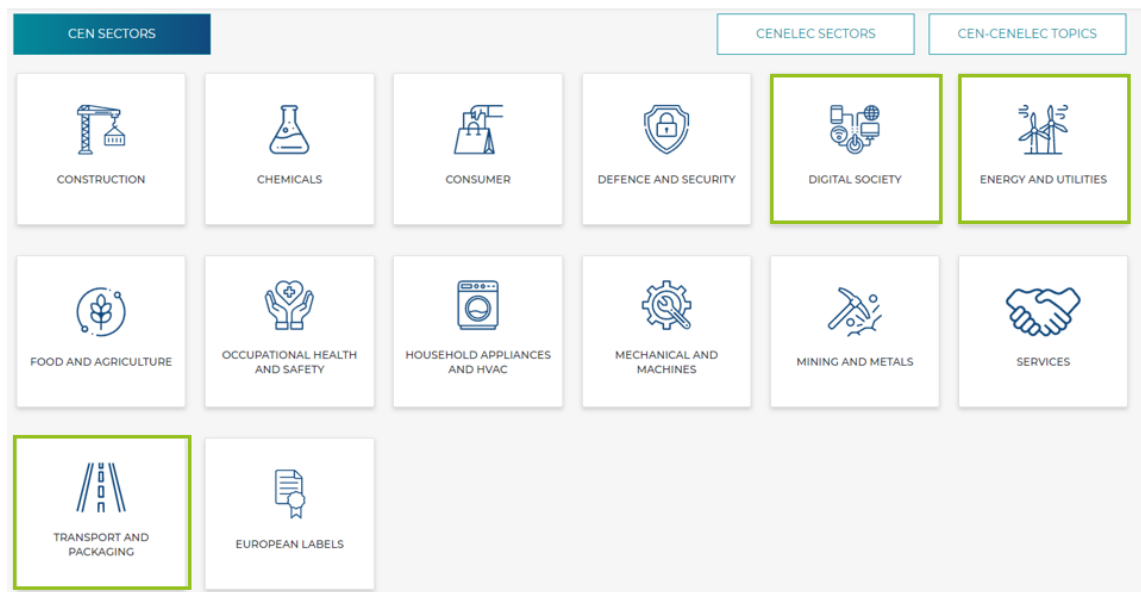 CEN SECTORS
CENELEC SECTORS
CEN-CENELEC TOPICS
CONSTRUCTION
CHEMICALS
CONSUMER
DEFENCE AND SECURITY
DIGITAL SOCIETY
ENERGY AND UTILITIES
FOOD AND AGRICULTURE
OCCUPATIONAL HEALTH
AND SAFETY
HOUSEHOLD APPLIANCES
AND HVAC
MECHANICAL AND
MACHINES
MINING AND METALS
SERVICES
TRANSPORT AND
PACKAGING
EUROPEAN LABELS